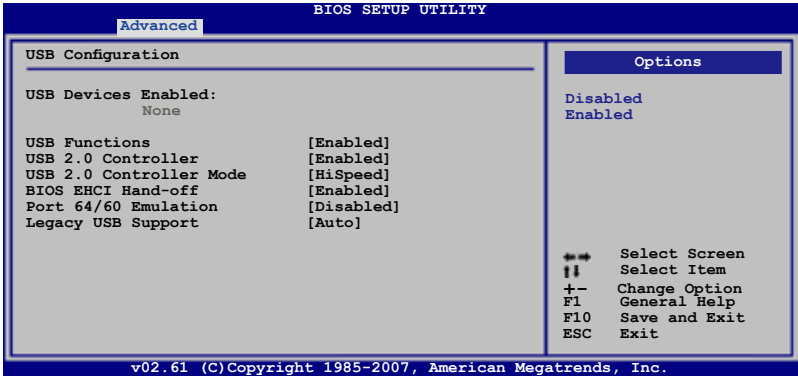 BIOS SETUP UTILITY
Advanced
USB Configuration
USB Devices Enabled:
None
USB Functions [Enabled]
USB 2.0 Controller [Enabled]
USB 2.0 Controller Mode [HiSpeed]
BIOS EHCI Hand-off [Enabled]
Port 64/60 Emulation [Disabled]
Legacy USB Support [Auto]
Options
Disabled
Enabled
←→ Select Screen
↑↓ Select Item
+- Change Option
F1 General Help
F10 Save and Exit
ESC Exit
v02.61 (C)Copyright 1985-2007, American Megatrends, Inc.